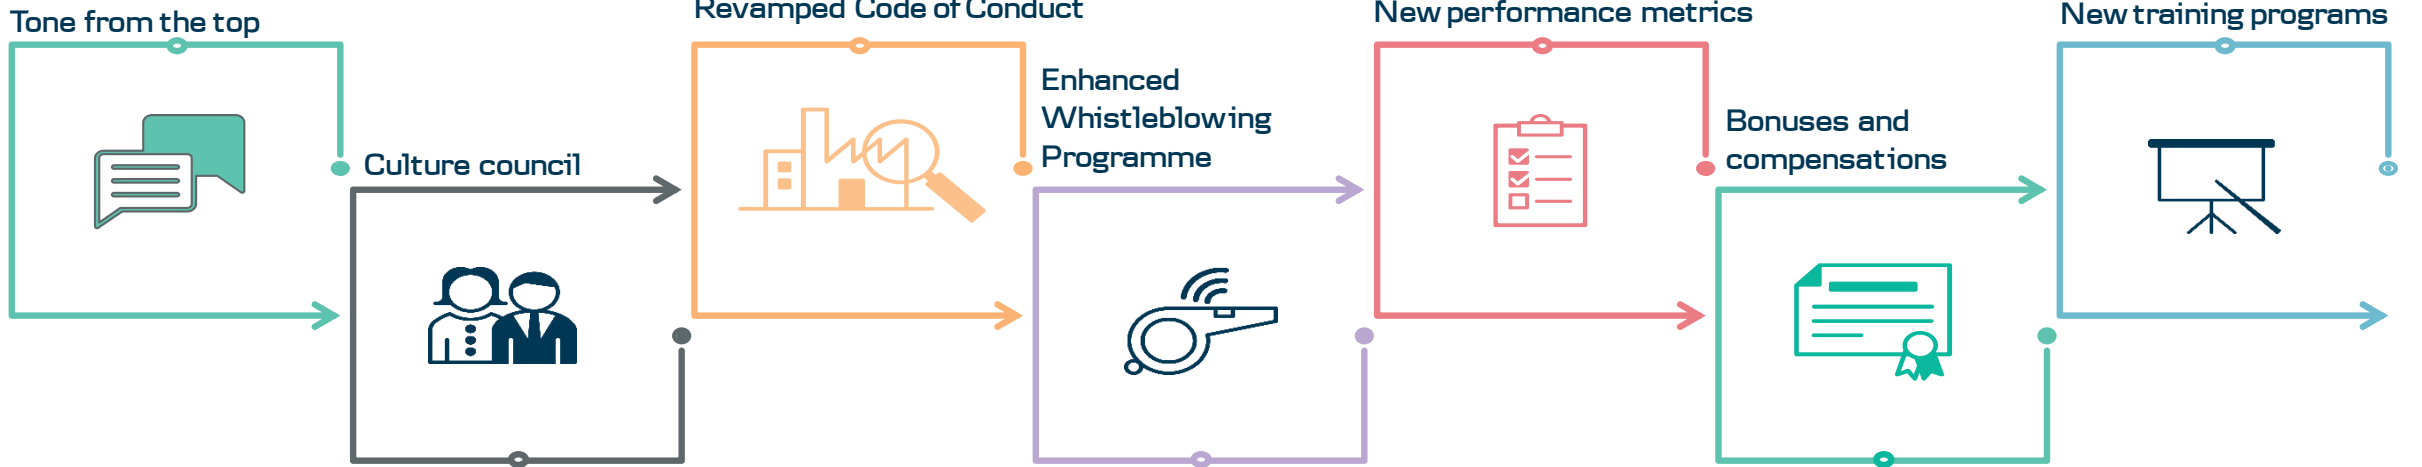 Tone from the top
Culture council
Revamped Code of Conduct
Enhanced
Whistleblowing
Programme
New performance metrics
Bonuses and
compensations
New training programs